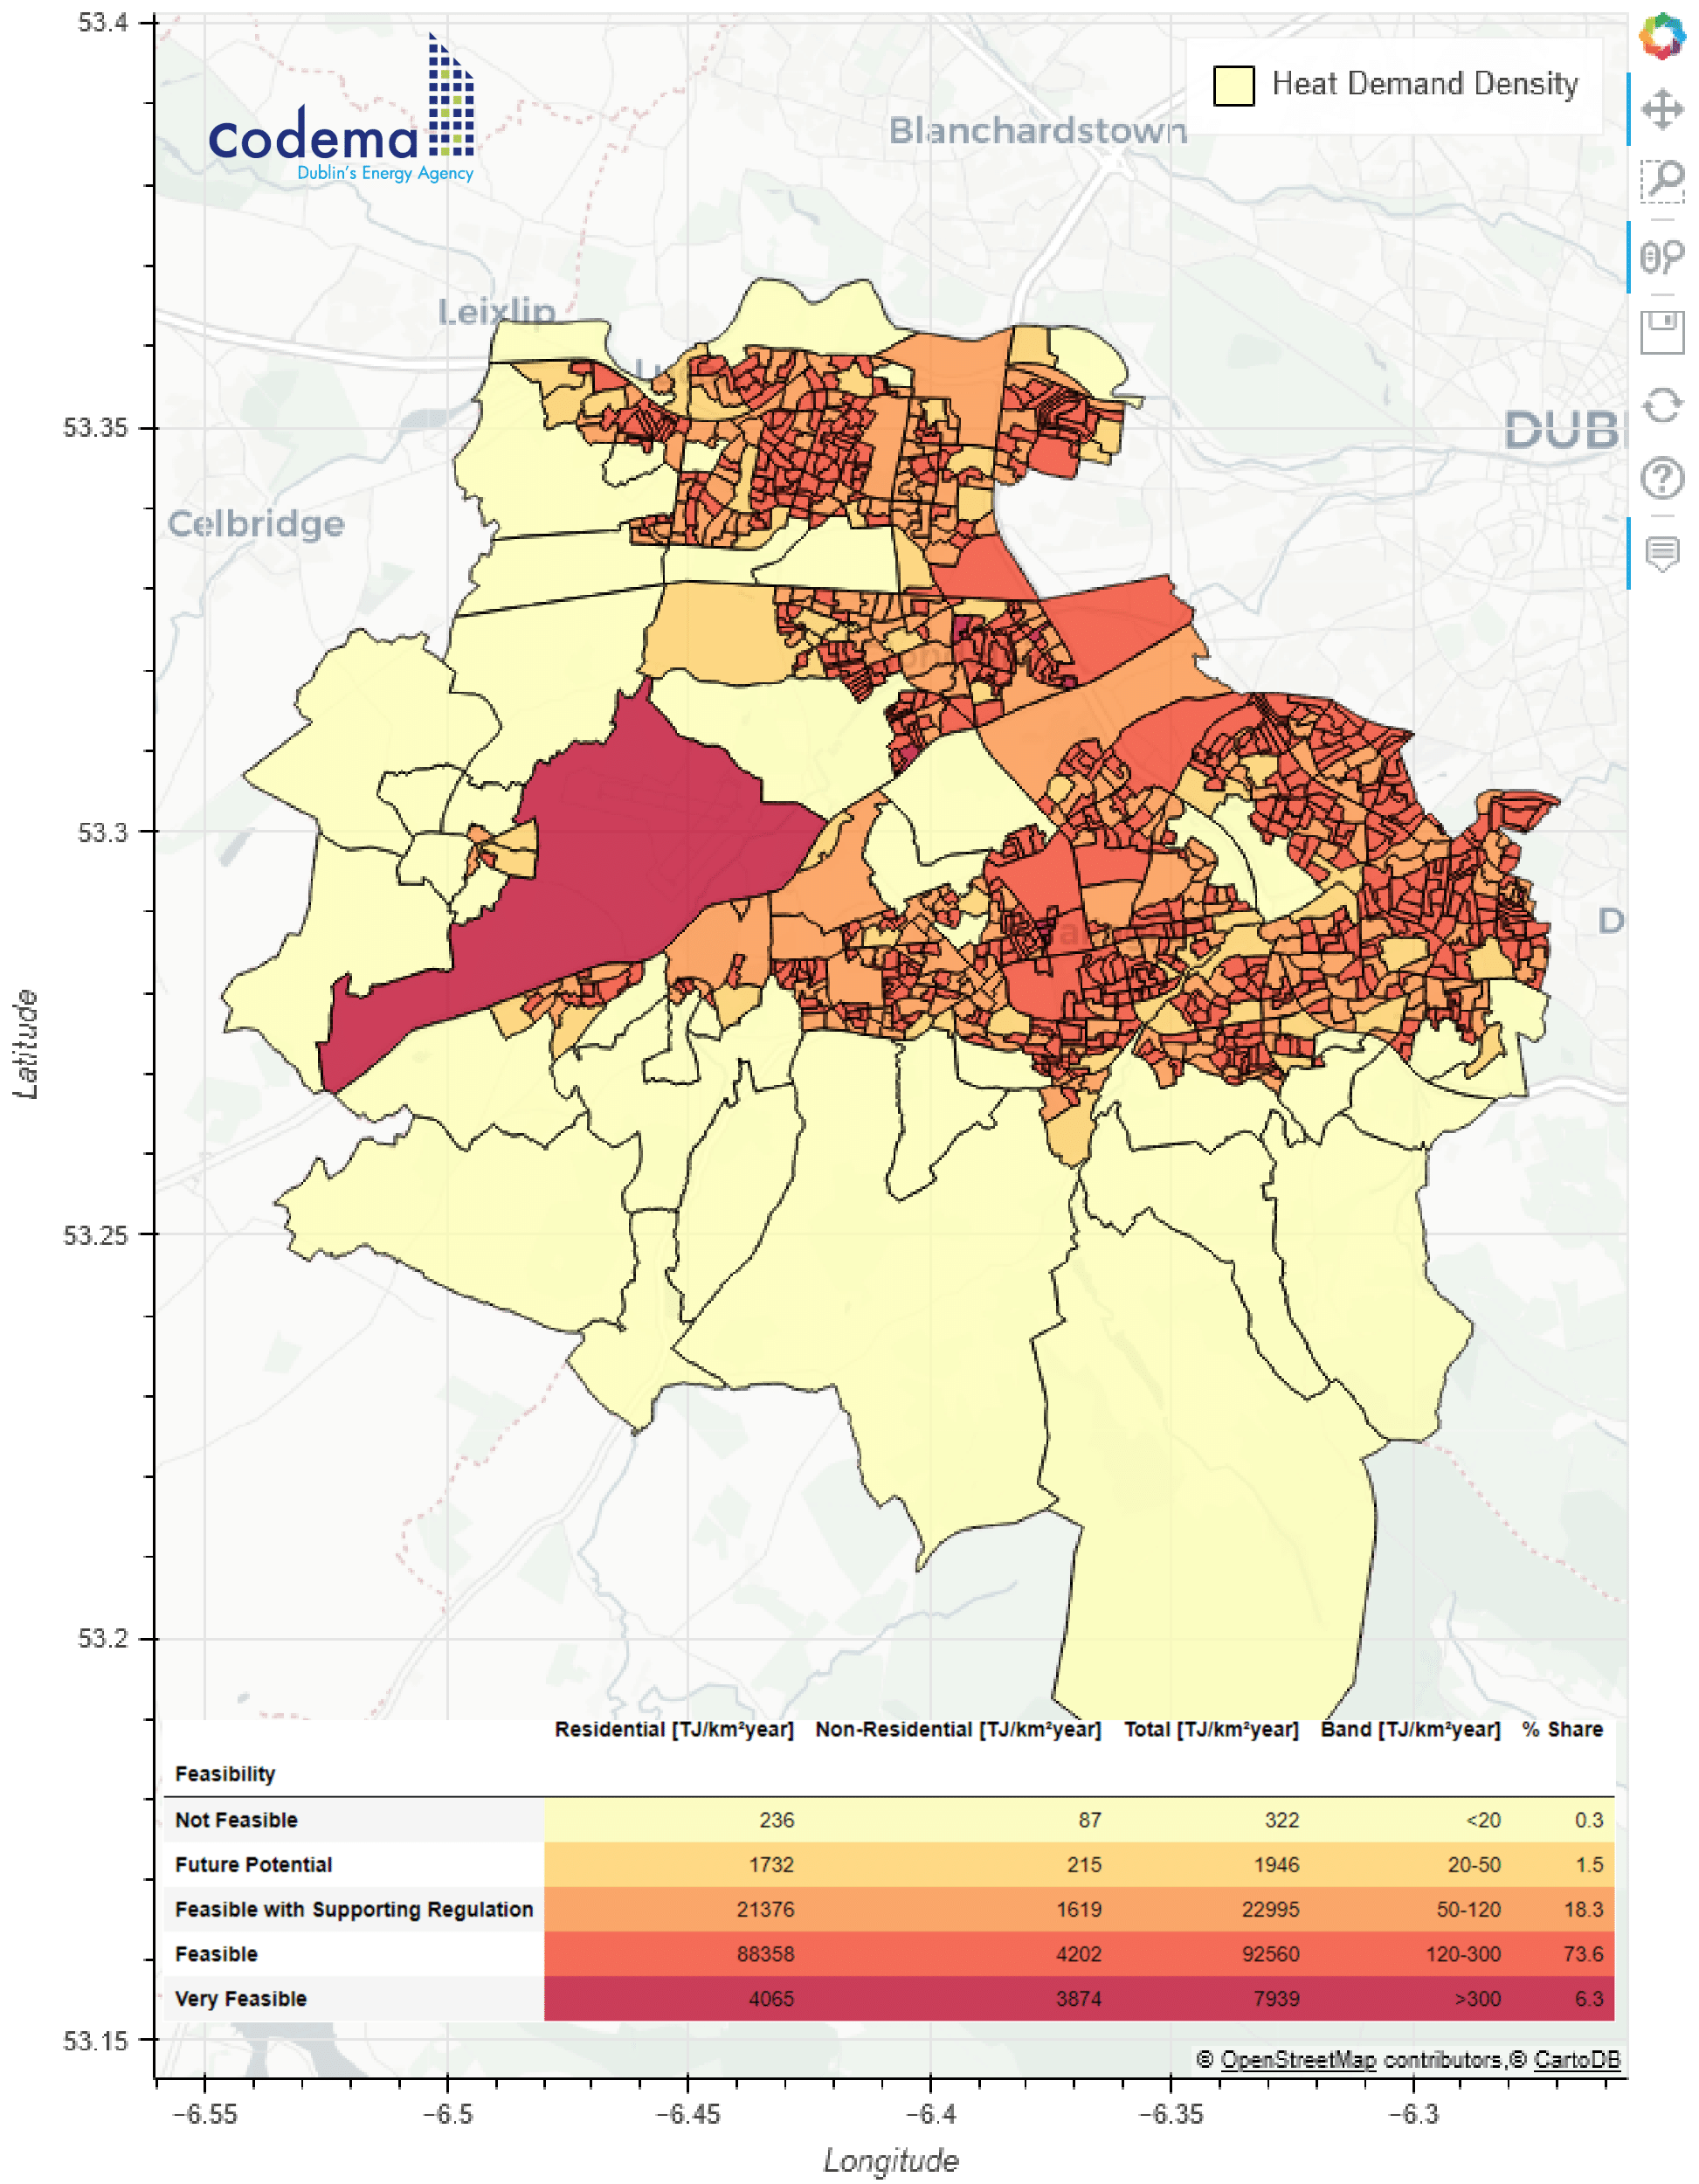 53.4
codema
Dublin's Energy Agency
Heat Demand Density
Blanchardstown
Leixlip
53.35
DUB
Celbridge
53.3
D
Latitude
53.25
53.2
Residential [TJ/km²year] Non-Residential [TJ/km²year] Total [TJ/km²year] Band [TJ/km²year] % Share
Feasibility
Not Feasible 236 87 322 <20 0.3
Future Potential 1732 215 1946 20-50 1.5
Feasible with Supporting Regulation 21376 1619 22995 50-120 18.3
Feasible 88358 4202 92560 120-300 73.6
Very Feasible 4065 3874 7939 >300 6.3
53.15
© OpenStreetMap contributors,© CartoDB
−6.55 −6.5 −6.45 −6.4 −6.35 −6.3
Longitude